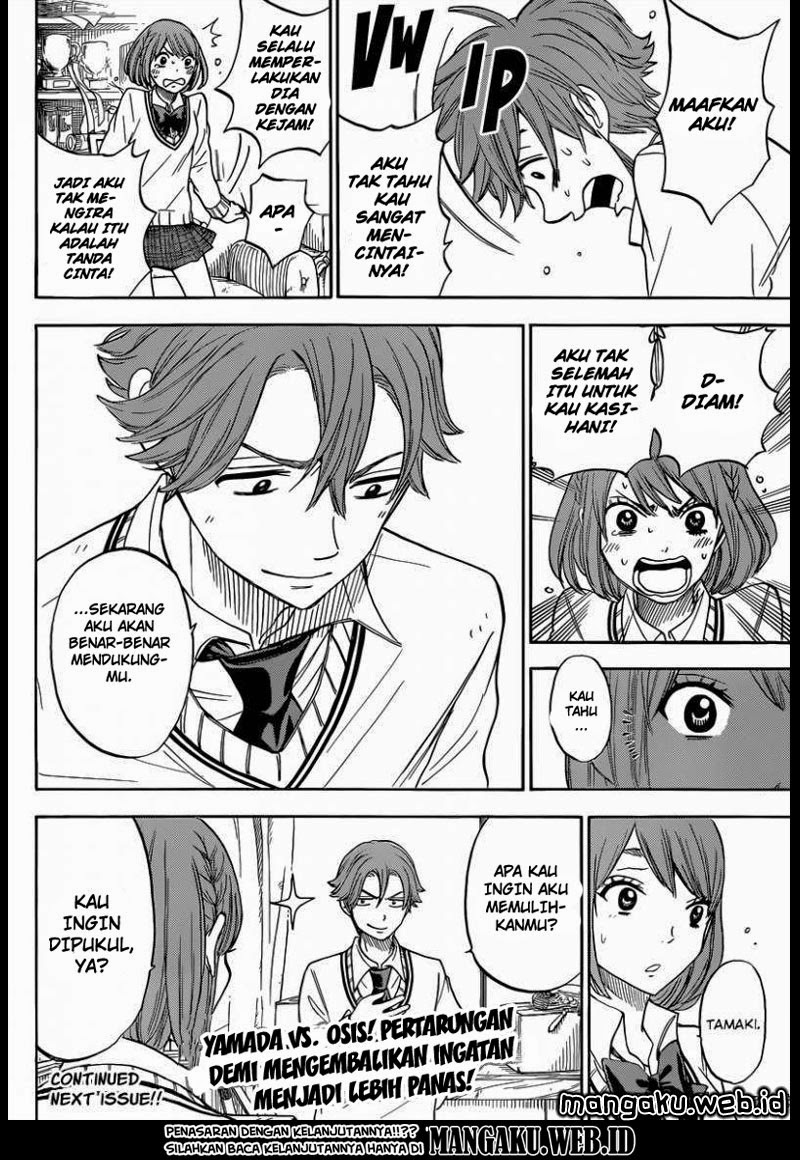 MAAFKAN
AKU!
VW
IP
AKU
TAK TAHU
KAU
SANGAT
MEN-
CINTAI-
NYA!
KAU
SELALU
MEMPER-
LAKUKAN
DIA
DENGAN
KEJAM!
APA
-
JADI AKU
TAK ME-
NGIRA
KALAU ITU
ADALAH
TANDA
CINTA!
D-
DIAM!
AKU TAK
SELEMAH
ITU UNTUK
KAU KASI-
HANI!
KAU
TAHU
...
...SEKARANG
AKU AKAN
BENAR-BENAR
MENDUKUNG-
MU.
TAMAKI.
APA KAU
INGIN AKU
MEMULIH-
KANMU?
KAU
INGIN
DIPUKUL,
YA?
YAMADA VS. OSIS! PERTARUNGAN
DEMI MENGEMBALIKAN INGATAN
MENJADI LEBIH PANAS!
CONTINUED
NEXT ISSUE!!
mangaku.web.id
PENASARAN DENGAN KELANJUTANNYA!!??
SILAHKAN BACA KELANJUTANNYA HANYA DI MANGAKU.WEB.ID